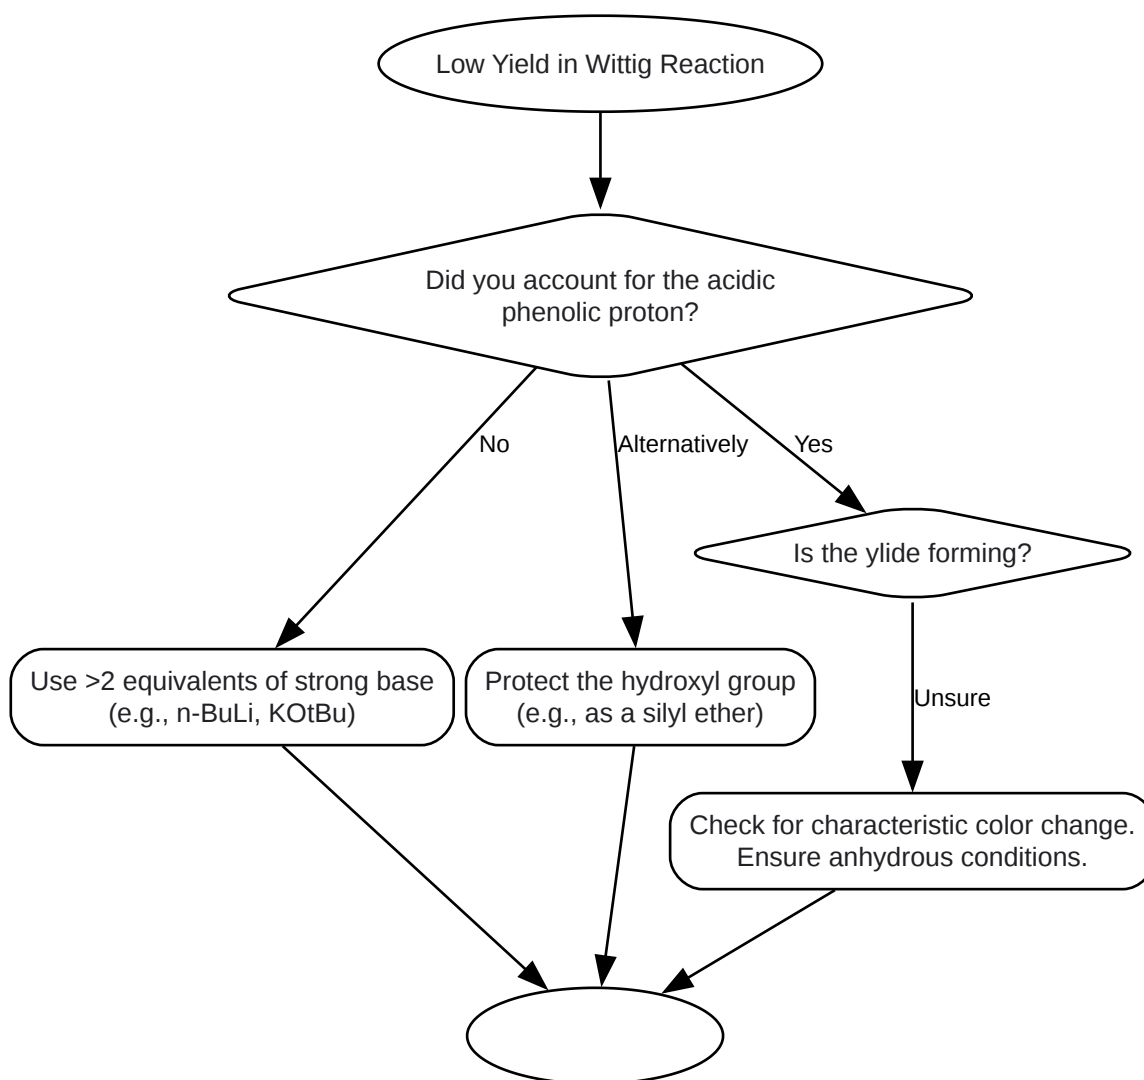 Low Yield in Wittig Reaction
Did you account for the acidic
phenolic proton?
No
Alternatively
Yes
Is the ylide forming?
Use >2 equivalents of strong base
(e.g., n-BuLi, KOtBu)
Protect the hydroxyl group
(e.g., as a silyl ether)
Unsure
Check for characteristic color change.
Ensure anhydrous conditions.